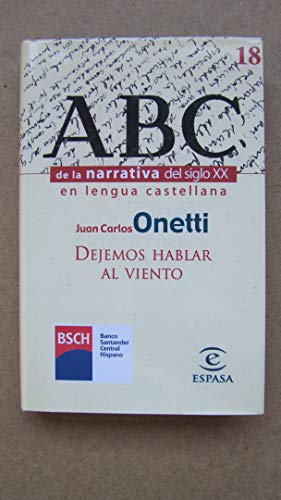 18
ABC
de la narrativa del siglo XX
en lengua castellana
Juan Carlos Onetti
DEJEMOS HABLAR
AL VIENTO
BSCH
Banco
Santander
Central
Hispano
ESPASA